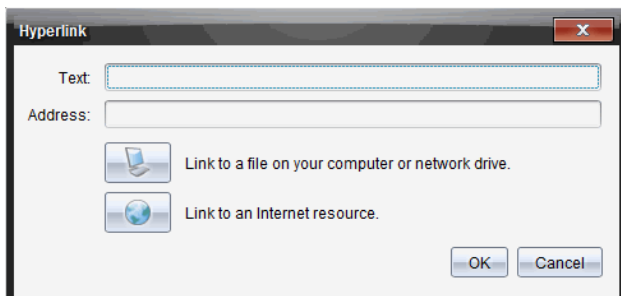 Hyperlink
Text:
Address:
Link to a file on your computer or network drive.
Link to an Internet resource.
OK Cancel